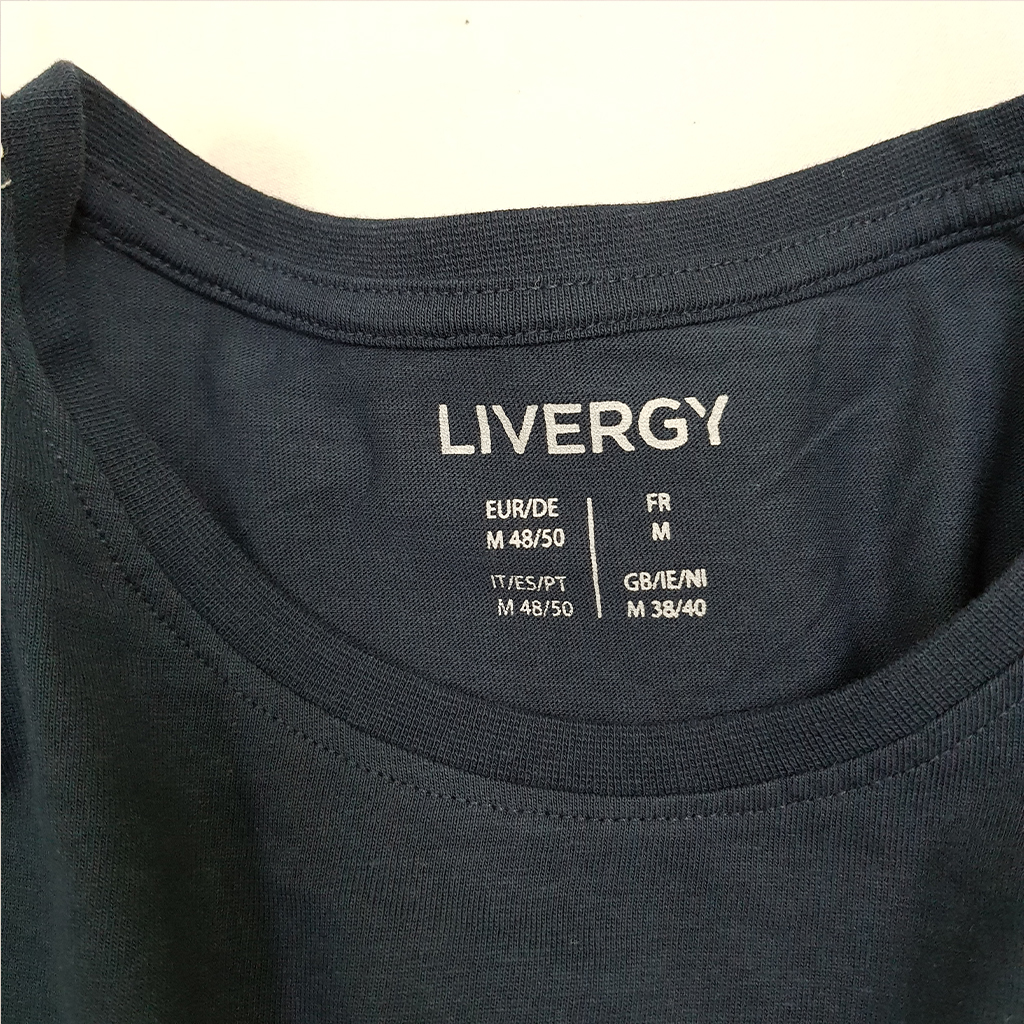 LIVERGY
EUR/DE
M 48/50
FR
M
IT/ES/PT
M 48/50
GB/IE/NI
M 38/40